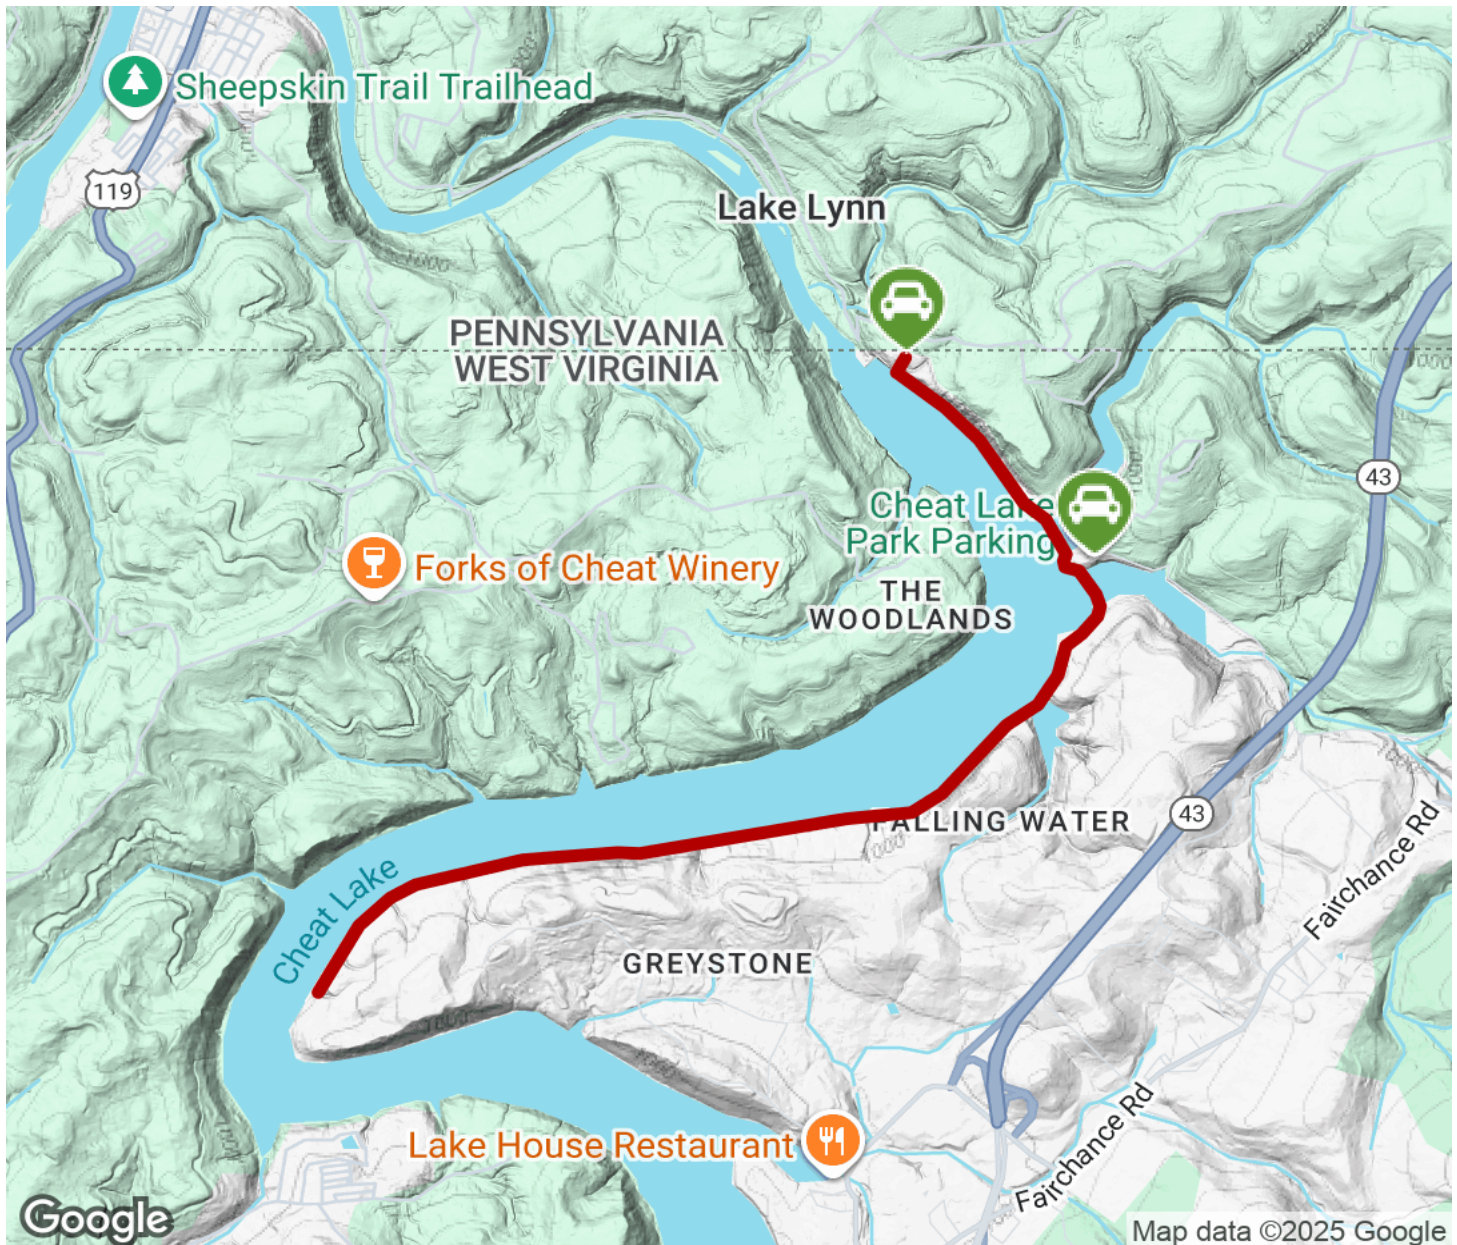 Sheepskin Trail Trailhead
119
Lake Lynn
PENNSYLVANIA
WEST VIRGINIA
43
Cheat Lake
Park Parking
Forks of Cheat Winery
THE
WOODLANDS
43
FALLING WATER
Fairchance Rd
Cheat Lake
GREYSTONE
Fairchance Rd
Lake House Restaurant
Google
Map data ©2025 Google